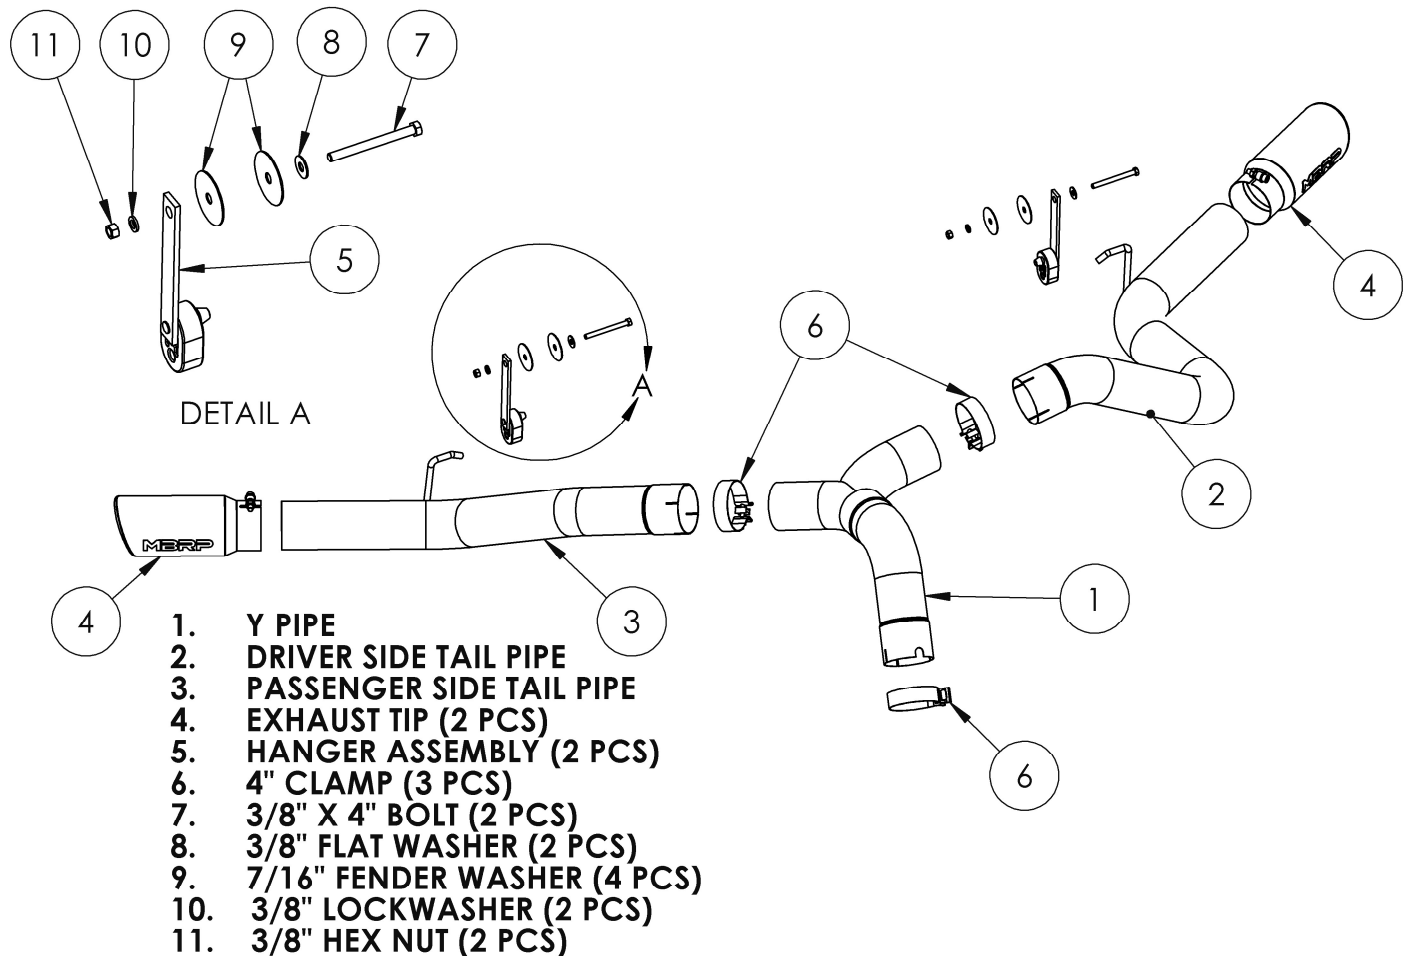 11 10 9 8 7
5
DETAIL A
A
6
4
2
MBRP
MBRP
4
3
1
6
1. Y PIPE
2. DRIVER SIDE TAIL PIPE
3. PASSENGER SIDE TAIL PIPE
4. EXHAUST TIP (2 PCS)
5. HANGER ASSEMBLY (2 PCS)
6. 4" CLAMP (3 PCS)
7. 3/8" X 4" BOLT (2 PCS)
8. 3/8" FLAT WASHER (2 PCS)
9. 7/16" FENDER WASHER (4 PCS)
10. 3/8" LOCKWASHER (2 PCS)
11. 3/8" HEX NUT (2 PCS)